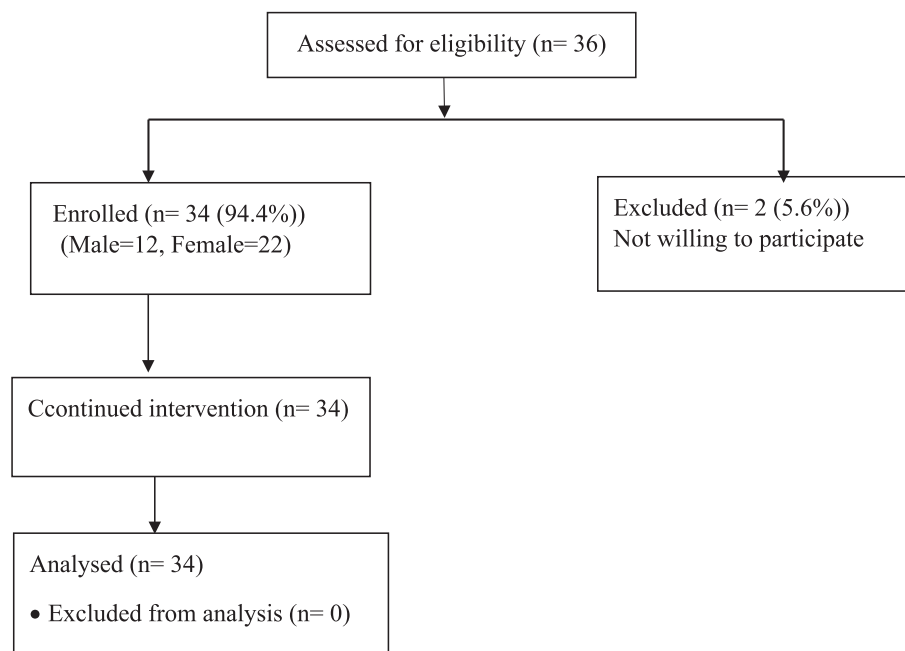 Assessed for eligibility (n= 36)
Enrolled (n= 34 (94.4%))
(Male=12, Female=22)
Excluded (n= 2 (5.6%))
Not willing to participate
Ccontinued intervention (n= 34)
Analysed (n= 34)
• Excluded from analysis (n= 0)